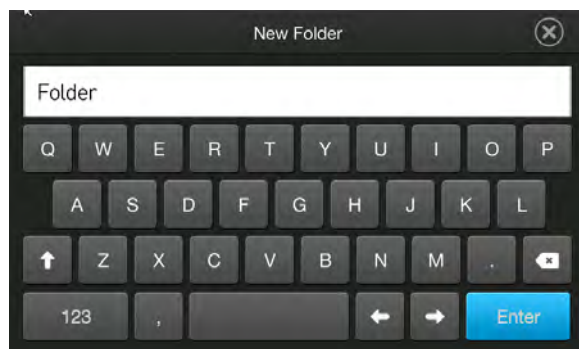 New Folder
Folder
Q W E R T Y U I O P
A S D F G H J K L
Z X C V B N M .
123 , Enter